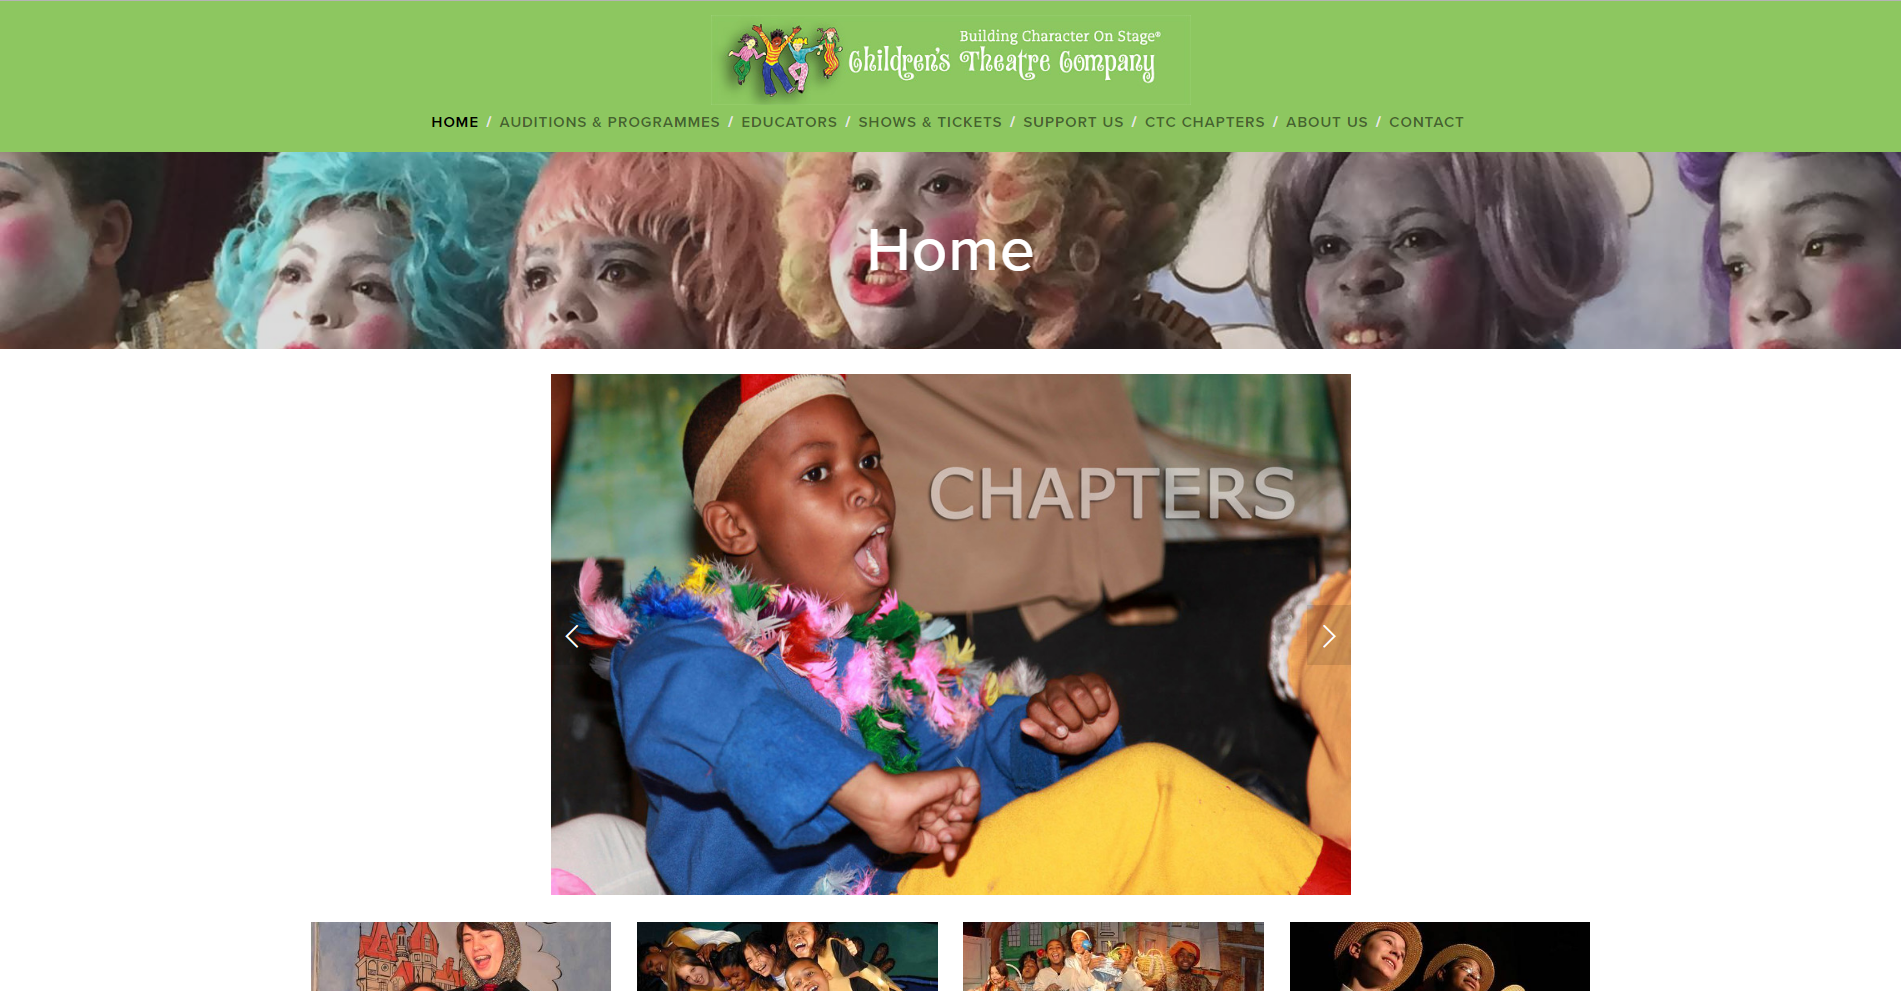 Building Character On Stage®
Children's Theatre Company
HOME / AUDITIONS & PROGRAMMES / EDUCATORS / SHOWS & TICKETS / SUPPORT US / CTC CHAPTERS / ABOUT US / CONTACT
Home
CHAPTERS